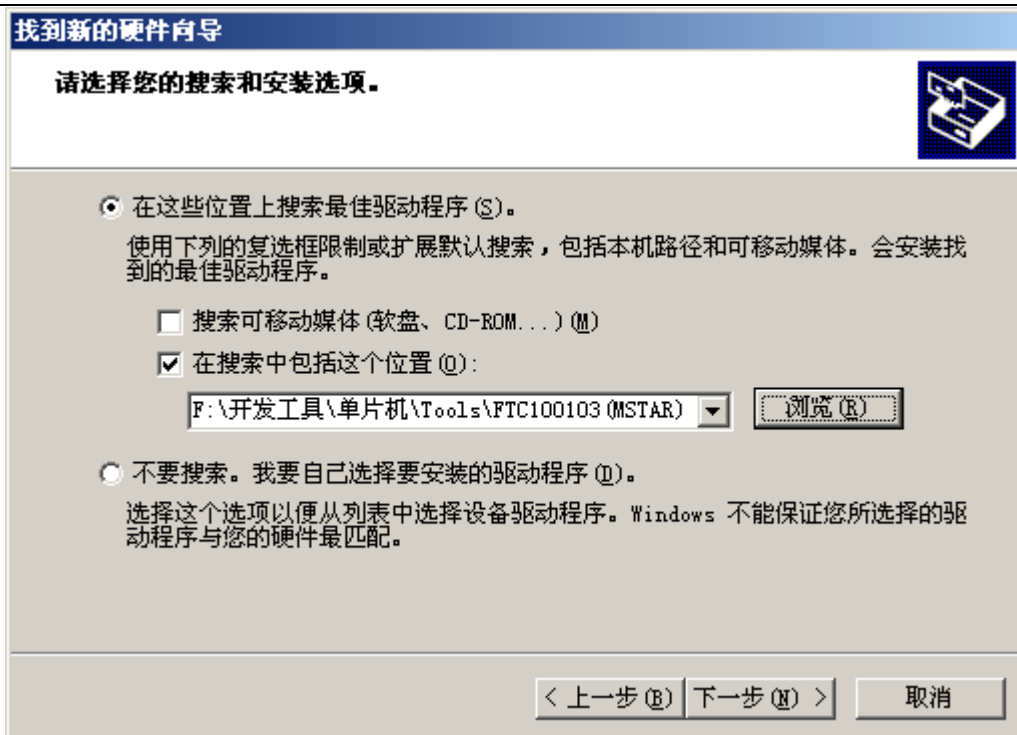 找到新的硬件向导
请选择您的搜索和安装选项。
在这些位置上搜索最佳驱动程序(S)。
使用下列的复选框限制或扩展默认搜索，包括本机路径和可移动媒体。会安装找
到的最佳驱动程序。
搜索可移动媒体(软盘、CD-ROM...)(M)
在搜索中包括这个位置(O):
F:\开发工具\单片机\Tools\FTC100103(MSTAR)
浏览(R)
不要搜索。我要自己选择要安装的驱动程序(D)。
选择这个选项以便从列表中选择设备驱动程序。Windows 不能保证您所选择的驱
动程序与您的硬件最匹配。
< 上一步(B) 下一步(N) > 取消